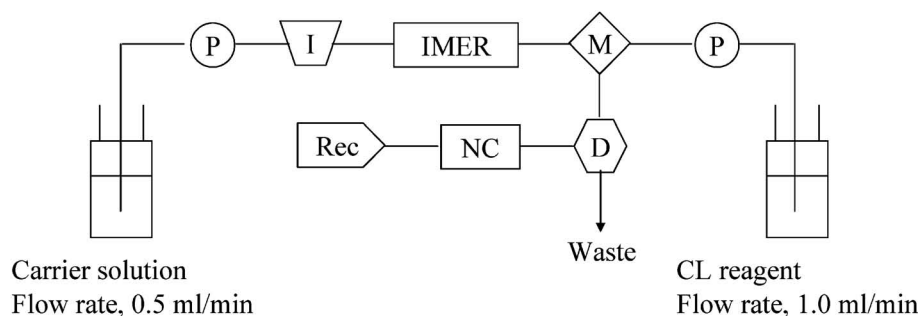 P
I
IMER
M
P
Rec
NC
D
Waste
Carrier solution
Flow rate, 0.5 ml/min
CL reagent
Flow rate, 1.0 ml/min